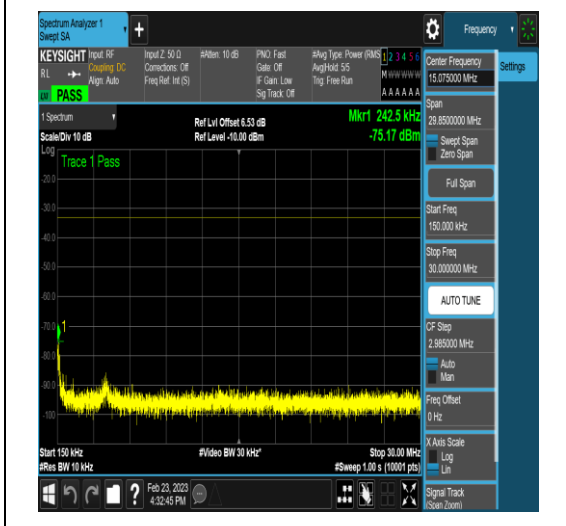 Spectrum Analyzer 1
Swept SA
+
Frequency
KEYSIGHT
RL
PASS
Input: RF
Coupling: DC
Align: Auto
Input Z: 50 Ω
Corrections: Off
Freq Ref: Int (S)
#Atten: 10 dB
PNO: Fast
Gate: Off
IF Gain: Low
Sig Track: Off
#Avg Type: Power (RMS
Avg|Hold: 5/5
Trig: Free Run
1 2 3 4 5 6
M W W W W W
A A A A A A
Center Frequency
15.075000 MHz
Settings
Span
29.8500000 MHz
Swept Span
Zero Span
Full Span
Start Freq
150.000 kHz
Stop Freq
30.000000 MHz
AUTO TUNE
CF Step
2.985000 MHz
Auto
Man
Freq Offset
0 Hz
X Axis Scale
Log
Lin
Signal Track
(Span Zoom)
1 Spectrum
Scale/Div 10 dB
Ref Lvl Offset 6.53 dB
Ref Level -10.00 dBm
Mkr1 242.5 kHz
-75.17 dBm
Log
Trace 1 Pass
-20.0
-30.0
-40.0
-50.0
-60.0
-70.0
1
-80.0
-90.0
-100
Start 150 kHz
#Res BW 10 kHz
#Video BW 30 kHz*
Stop 30.00 MHz
#Sweep 1.00 s (10001 pts)
?
Feb 23, 2023
4:32:45 PM